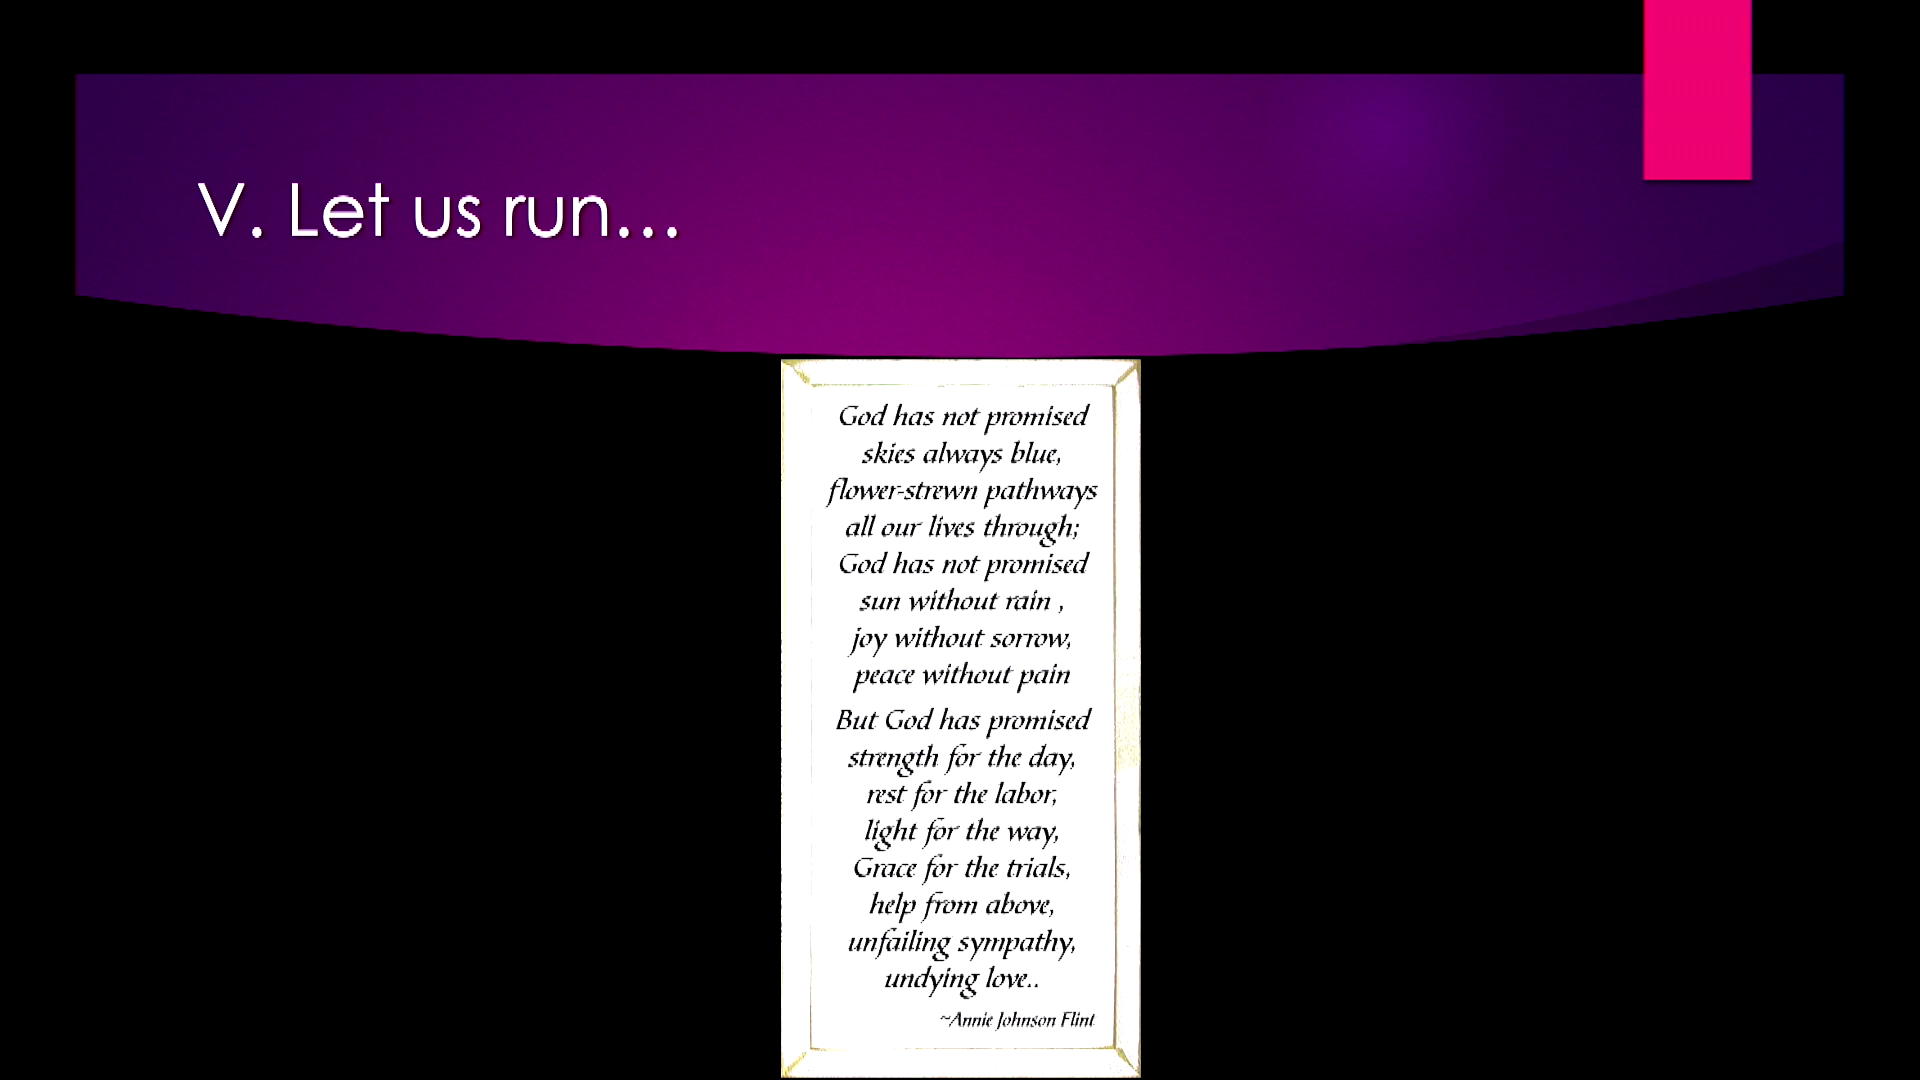 V. Let us run...
God has not promised
skies always blue,
flower-strewn pathways
all our lives through;
God has not promised
sun without rain ,
joy without sorrow,
peace without pain
But God has promised
strength for the day,
rest for the labor,
light for the way,
Grace for the trials,
help from above,
unfailing sympathy,
undying love..
~Annie Johnson Flint